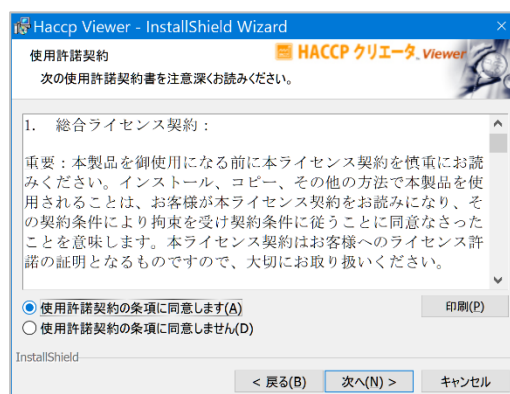 Haccp Viewer - InstallShield Wizard
使用許諾契約
HACCP クリエータ. Viewer
次の使用許諾契約書を注意深くお読みください。
1. 総合ライセンス契約：
重要：本製品を御使用になる前に本ライセンス契約を慎重にお読
みください。インストール、コピー、その他の方法で本製品を使
用されることは、お客様が本ライセンス契約をお読みになり、そ
の契約条件により拘束を受け契約条件に従うことに同意なさった
ことを意味します。本ライセンス契約はお客様へのライセンス許
諾の証明となるものですので、大切にお取り扱いください。
使用許諾契約の条項に同意します(A)
印刷(P)
使用許諾契約の条項に同意しません(D)
InstallShield
< 戻る(B)
次へ(N) >
キャンセル